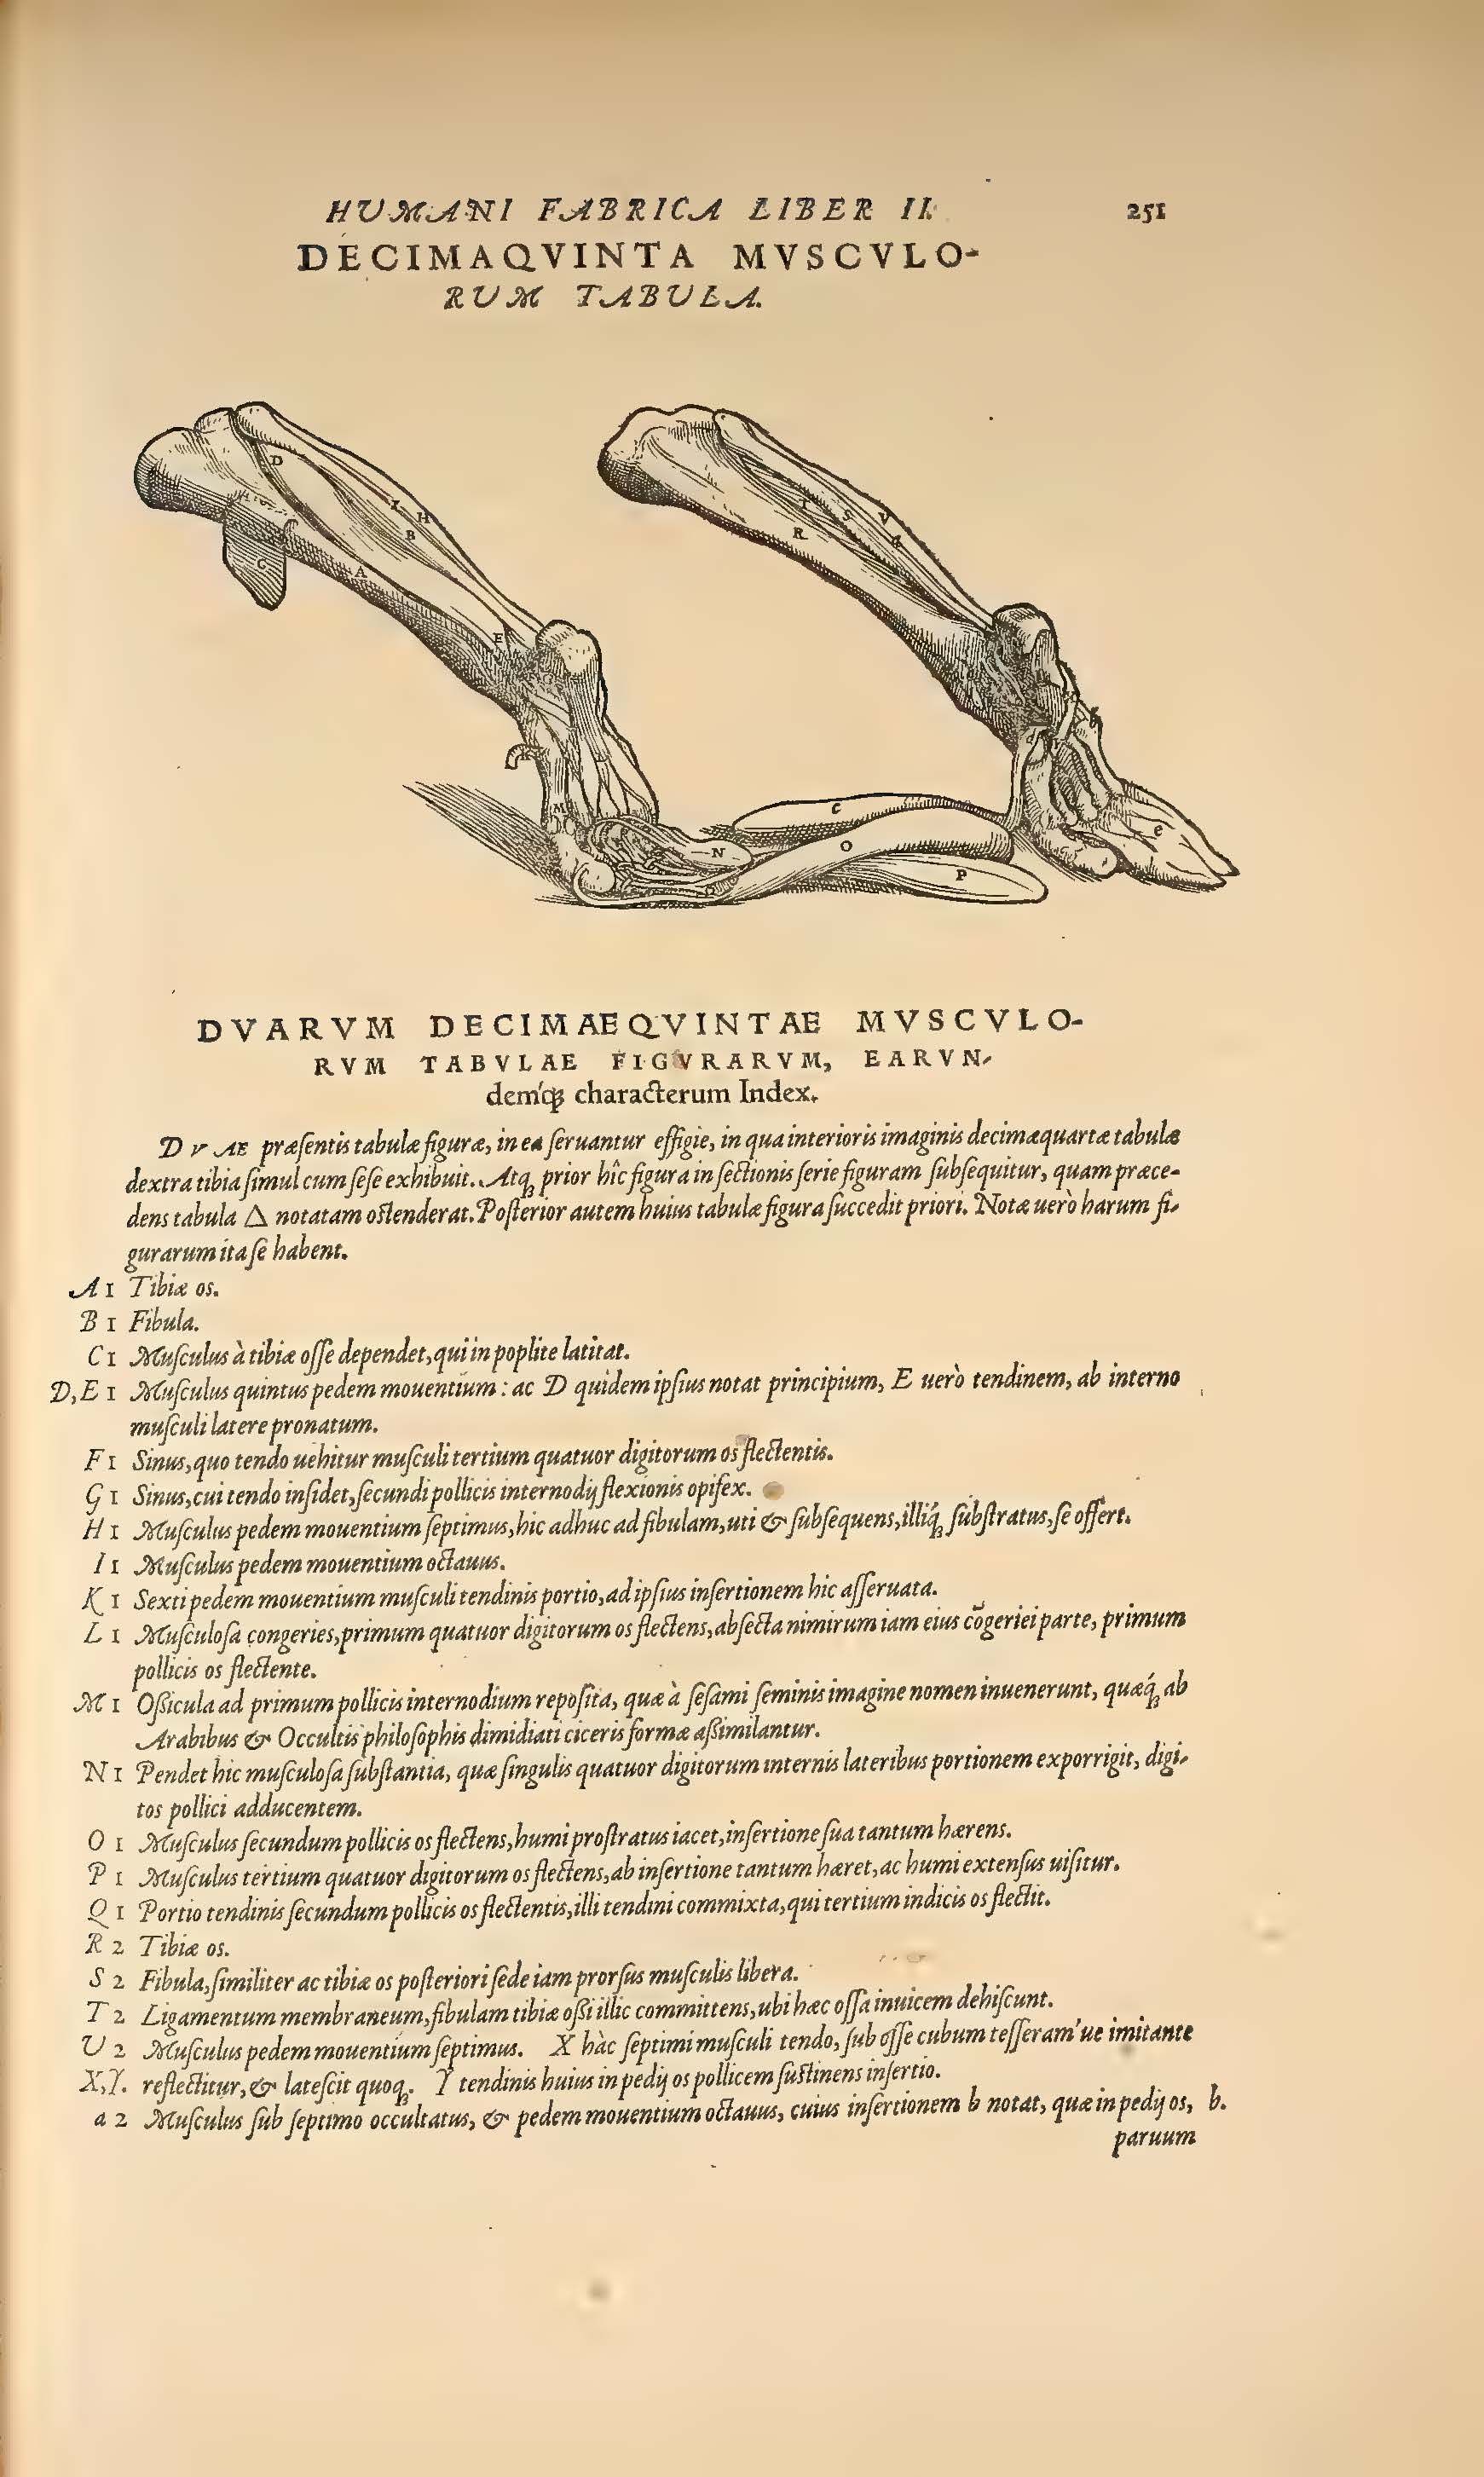 HUMANI FABRICA LIBER II. 251
DECIMAQVINTA MVSCVLO-
RUM TABULA.
D
I
H
B
C
A
E
M
N
R
T
S
V
a
C
O
P
b
d
e
DVARVM DECIMAEQVINTAE MVSCVLO-
RVM TABVLAE FIGVRARVM, EARVN-
demq́ꝫ characterum Index.
DVAE præſentis tabulæ figuræ, in ea ſeruantur effigie, in qua interioris imaginis decimæquartæ tabulæ
dextra tibia ſimul cum ſeſe exhibuit. Atqꝫ prior hîc figura in ſectionis ſerie figuram ſubſequitur, quam præce-
dens tabula Δ notatam oſtenderat. Poſterior autem huius tabulæ figura ſuccedit priori. Notæ uerò harum fi-
gurarum ita ſe habent.
A 1 Tibiæ os.
B 1 Fibula.
C 1 Muſculus à tibiæ oſſe dependet, qui in poplite latitat.
D, E 1 Muſculus quintus pedem mouentium: ac D quidem ipſius notat principium, E uerò tendinem, ab interno
muſculi latere pronatum.
F 1 Sinus, quo tendo uehitur muſculi tertium quatuor digitorum os flectentis.
G 1 Sinus, cui tendo inſidet, ſecundi pollicis internodij flexionis opifex.
H 1 Muſculus pedem mouentium ſeptimus, hic adhuc ad fibulam, uti & ſubſequens, illiq́ꝫ ſubſtratus, ſe offert.
I 1 Muſculus pedem mouentium octauus.
K 1 Sexti pedem mouentium muſculi tendinis portio, ad ipſius inſertionem hic aſſeruata.
L 1 Muſculoſa congeries, primum quatuor digitorum os flectens, abſecta nimirum iam eius cōgeriei parte, primum
pollicis os flectente.
M 1 Oſsicula ad primum pollicis internodium repoſita, quæ à ſeſami ſeminis imagine nomen inuenerunt, quæq́ꝫ ab
Arabibus & Occultis philoſophis dimidiati ciceris formæ aſsimilantur.
N 1 Pendet hic muſculoſa ſubſtantia, quæ ſingulis quatuor digitorum internis lateribus portionem exporrigit, digi-
tos pollici adducentem.
O 1 Muſculus ſecundum pollicis os flectens, humi proſtratus iacet, inſertione ſua tantum hærens.
P 1 Muſculus tertium quatuor digitorum os flectens, ab inſertione tantum hæret, ac humi extenſus uiſitur.
Q 1 Portio tendinis ſecundum pollicis os flectentis, illi tendini commixta, qui tertium indicis os flectit.
R 2 Tibiæ os.
S 2 Fibula, ſimiliter ac tibiæ os poſteriori ſede iam prorſus muſculis libera.
T 2 Ligamentum membraneum, fibulam tibiæ oſsi illic committens, ubi hæc oſſa inuicem dehiſcunt.
U 2 Muſculus pedem mouentium ſeptimus. X hàc ſeptimi muſculi tendo, ſub oſſe cubum teſſeram'ue imitante
X, Y. reflectitur, & lateſcit quoqꝫ. Y tendinis huius in pedij os pollicem ſuſtinens inſertio.
a 2 Muſculus ſub ſeptimo occultatus, & pedem mouentium octauus, cuius inſertionem b notat, quæ in pedij os, b.
paruum